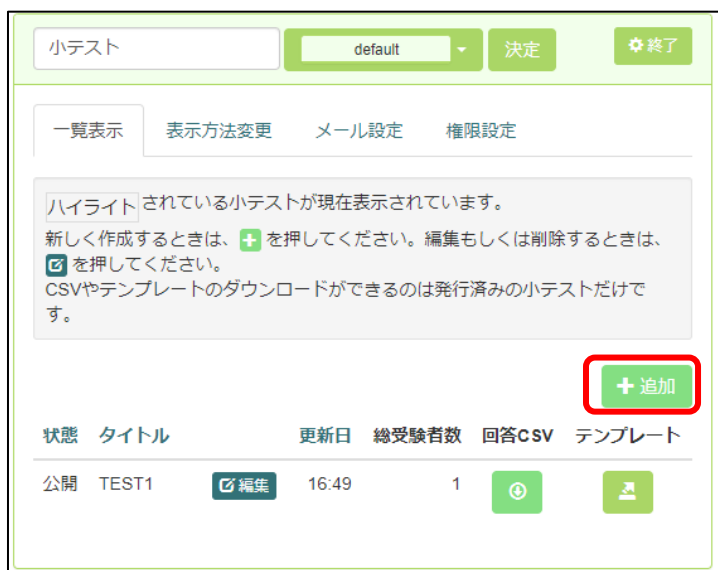 小テスト default 決定 終了
一覧表示 表示方法変更 メール設定 権限設定
ハイライト されている小テストが現在表示されています。
新しく作成するときは、 を押してください。編集もしくは削除するときは、
を押してください。
CSVやテンプレートのダウンロードができるのは発行済みの小テストだけで
す。
追加
状態 タイトル 更新日 総受験者数 回答CSV テンプレート
公開 TEST1 編集 16:49 1